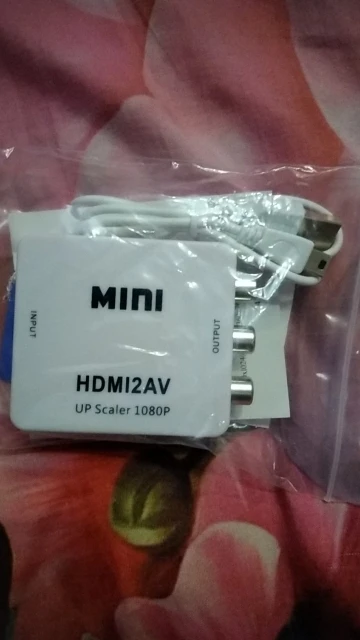 MINI
INPUT
OUTPUT
HDMI2AV
UP Scaler 1080P